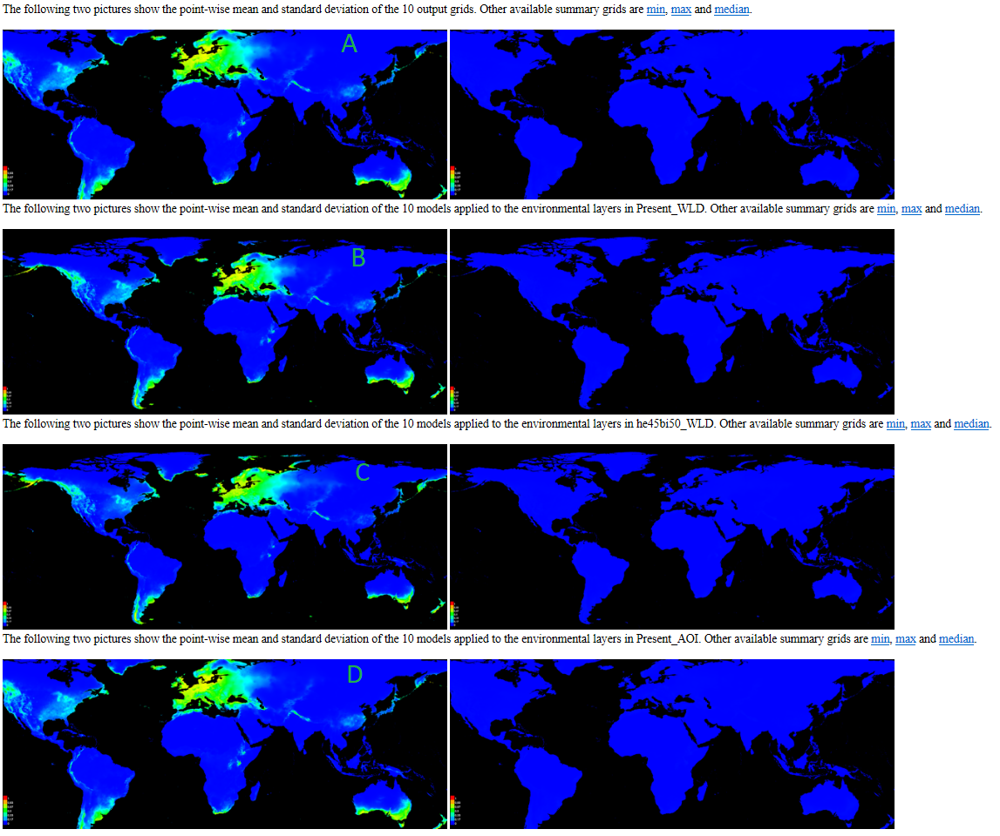 The following two pictures show the point-wise mean and standard deviation of the 10 output grids. Other available summary grids are min, max and median.
A
The following two pictures show the point-wise mean and standard deviation of the 10 models applied to the environmental layers in Present_WLD. Other available summary grids are min, max and median.
B
The following two pictures show the point-wise mean and standard deviation of the 10 models applied to the environmental layers in he45bi50_WLD. Other available summary grids are min, max and median.
C
The following two pictures show the point-wise mean and standard deviation of the 10 models applied to the environmental layers in Present_AOI. Other available summary grids are min, max and median.
D